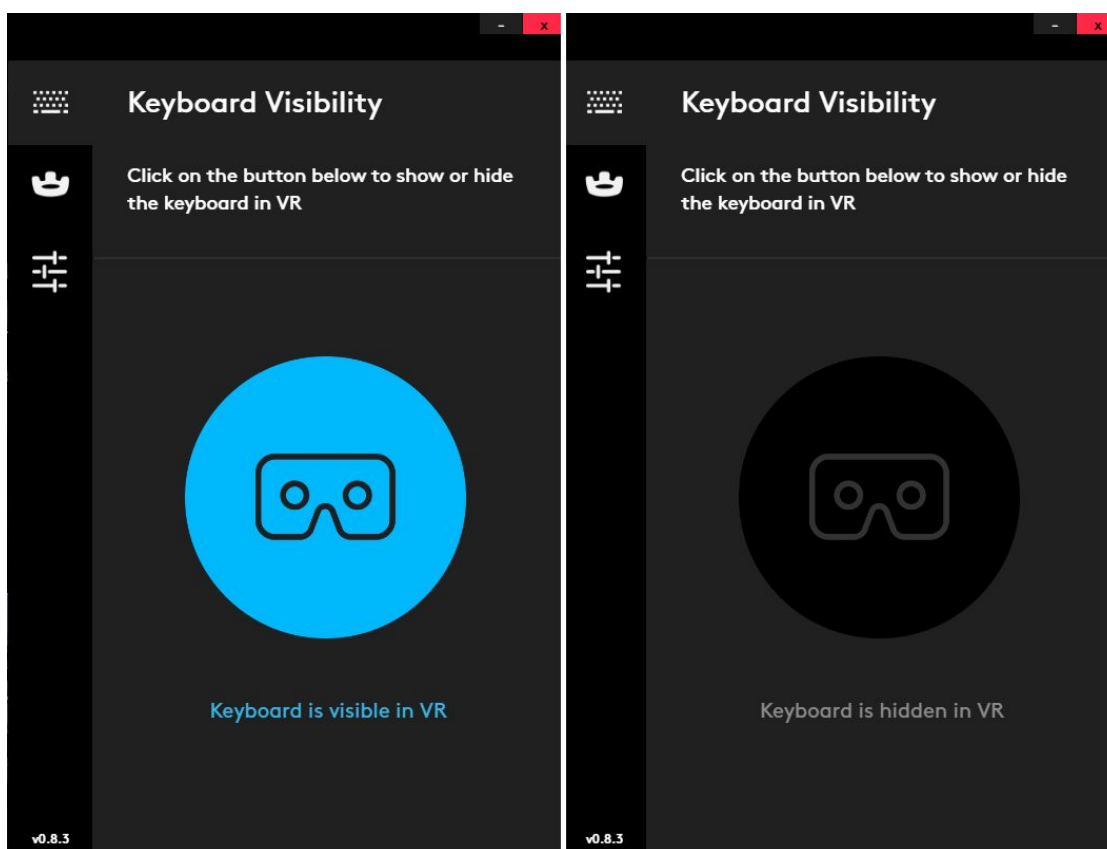 - x
Keyboard Visibility
Click on the button below to show or hide
the keyboard in VR
Keyboard is visible in VR
v0.8.3
- x
Keyboard Visibility
Click on the button below to show or hide
the keyboard in VR
Keyboard is hidden in VR
v0.8.3